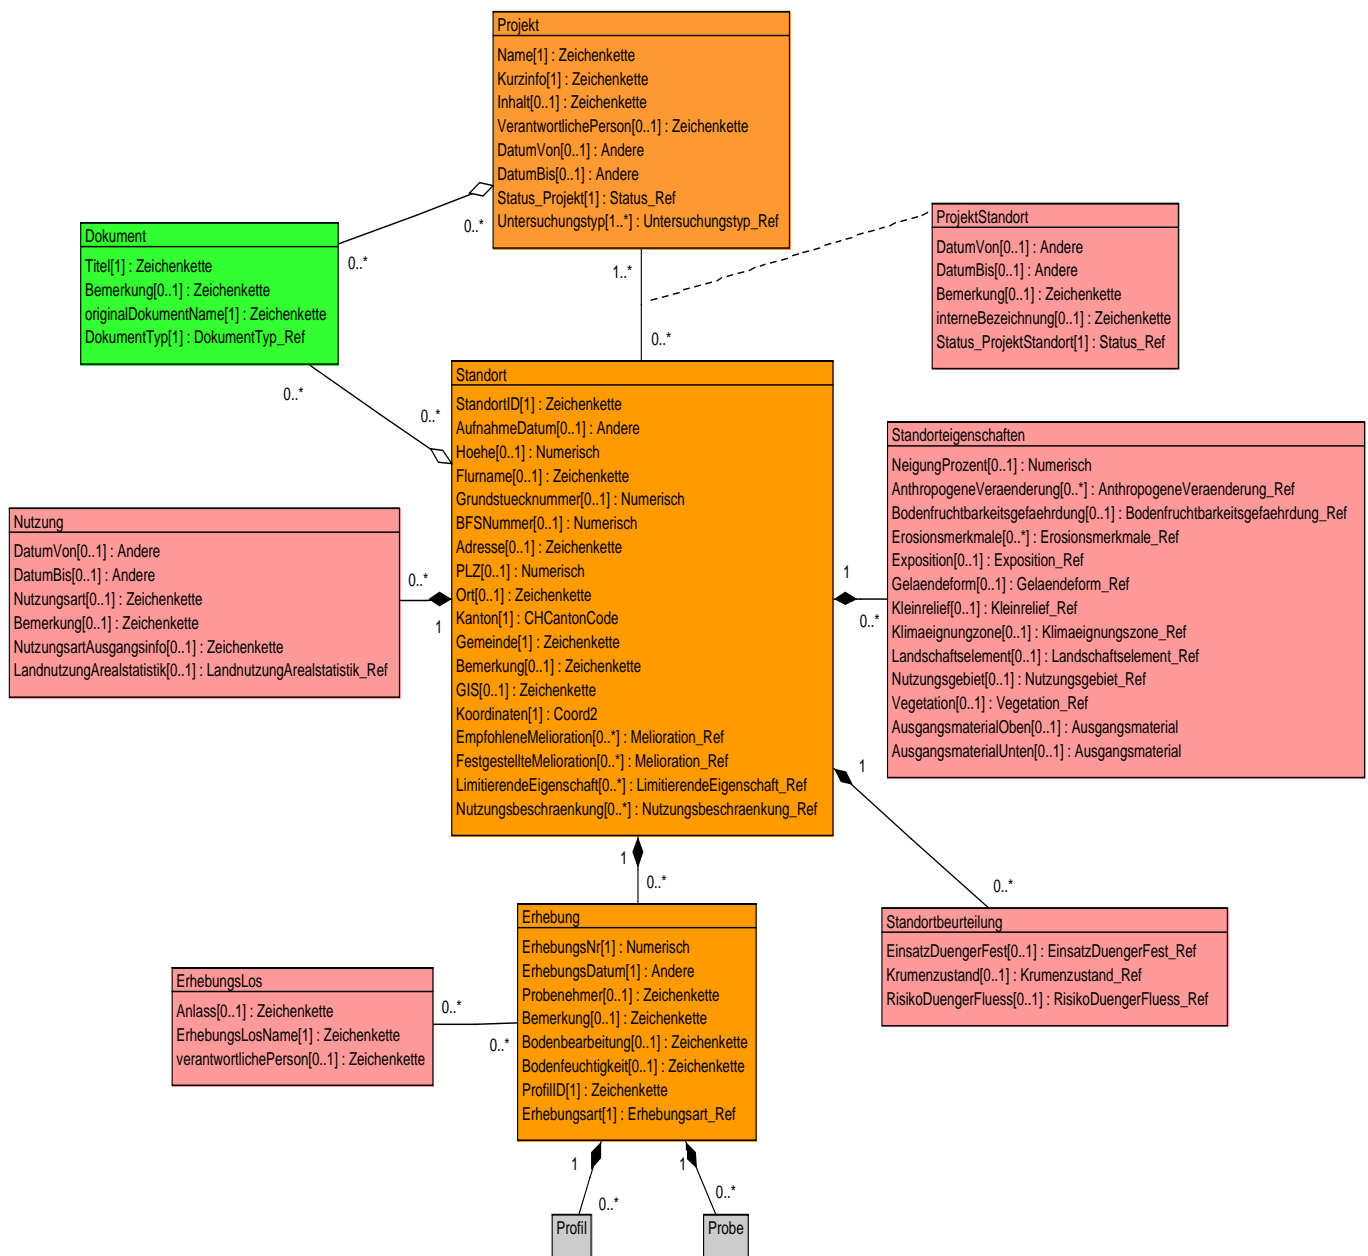 Projekt
Name[1] : Zeichenkette
Kurzinfo[1] : Zeichenkette
Inhalt[0..1] : Zeichenkette
VerantwortlichePerson[0..1] : Zeichenkette
DatumVon[0..1] : Andere
DatumBis[0..1] : Andere
Status_Projekt[1] : Status_Ref
Untersuchungstyp[1..*] : Untersuchungstyp_Ref
0..*
0..*
1..*
0..*
Dokument
Titel[1] : Zeichenkette
Bemerkung[0..1] : Zeichenkette
originalDokumentName[1] : Zeichenkette
DokumentTyp[1] : DokumentTyp_Ref
0..*
0..*
ProjektStandort
DatumVon[0..1] : Andere
DatumBis[0..1] : Andere
Bemerkung[0..1] : Zeichenkette
interneBezeichnung[0..1] : Zeichenkette
Status_ProjektStandort[1] : Status_Ref
Standort
StandortID[1] : Zeichenkette
AufnahmeDatum[0..1] : Andere
Hoehe[0..1] : Numerisch
Flurname[0..1] : Zeichenkette
Grundstuecknummer[0..1] : Numerisch
BFSNummer[0..1] : Numerisch
Adresse[0..1] : Zeichenkette
PLZ[0..1] : Numerisch
Ort[0..1] : Zeichenkette
Kanton[1] : CHCantonCode
Gemeinde[1] : Zeichenkette
Bemerkung[0..1] : Zeichenkette
GIS[0..1] : Zeichenkette
Koordinaten[1] : Coord2
EmpfohleneMelioration[0..*] : Melioration_Ref
FestgestellteMelioration[0..*] : Melioration_Ref
LimitierendeEigenschaft[0..*] : LimitierendeEigenschaft_Ref
Nutzungsbeschraenkung[0..*] : Nutzungsbeschraenkung_Ref
Nutzung
DatumVon[0..1] : Andere
DatumBis[0..1] : Andere
Nutzungsart[0..1] : Zeichenkette
Bemerkung[0..1] : Zeichenkette
NutzungsartAusgangsinfo[0..1] : Zeichenkette
LandnutzungArealstatistik[0..1] : LandnutzungArealstatistik_Ref
0..*
1
1
0..*
Standorteigenschaften
NeigungProzent[0..1] : Numerisch
AnthropogeneVeraenderung[0..*] : AnthropogeneVeraenderung_Ref
Bodenfruchtbarkeitsgefaehrdung[0..1] : Bodenfruchtbarkeitsgefaehrdung_Ref
Erosionsmerkmale[0..*] : Erosionsmerkmale_Ref
Exposition[0..1] : Exposition_Ref
Gelaendeform[0..1] : Gelaendeform_Ref
Kleinrelief[0..1] : Kleinrelief_Ref
Klimaeignungzone[0..1] : Klimaeignungszone_Ref
Landschaftselement[0..1] : Landschaftselement_Ref
Nutzungsgebiet[0..1] : Nutzungsgebiet_Ref
Vegetation[0..1] : Vegetation_Ref
AusgangsmaterialOben[0..1] : Ausgangsmaterial
AusgangsmaterialUnten[0..1] : Ausgangsmaterial
1
0..*
Standortbeurteilung
EinsatzDuengerFest[0..1] : EinsatzDuengerFest_Ref
Krumenzustand[0..1] : Krumenzustand_Ref
RisikoDuengerFluess[0..1] : RisikoDuengerFluess_Ref
1
0..*
Erhebung
ErhebungsNr[1] : Numerisch
ErhebungsDatum[1] : Andere
Probenehmer[0..1] : Zeichenkette
Bemerkung[0..1] : Zeichenkette
Bodenbearbeitung[0..1] : Zeichenkette
Bodenfeuchtigkeit[0..1] : Zeichenkette
ProfilID[1] : Zeichenkette
Erhebungsart[1] : Erhebungsart_Ref
ErhebungsLos
Anlass[0..1] : Zeichenkette
ErhebungsLosName[1] : Zeichenkette
verantwortlichePerson[0..1] : Zeichenkette
0..*
0..*
1
0..*
1
0..*
Profil
Probe